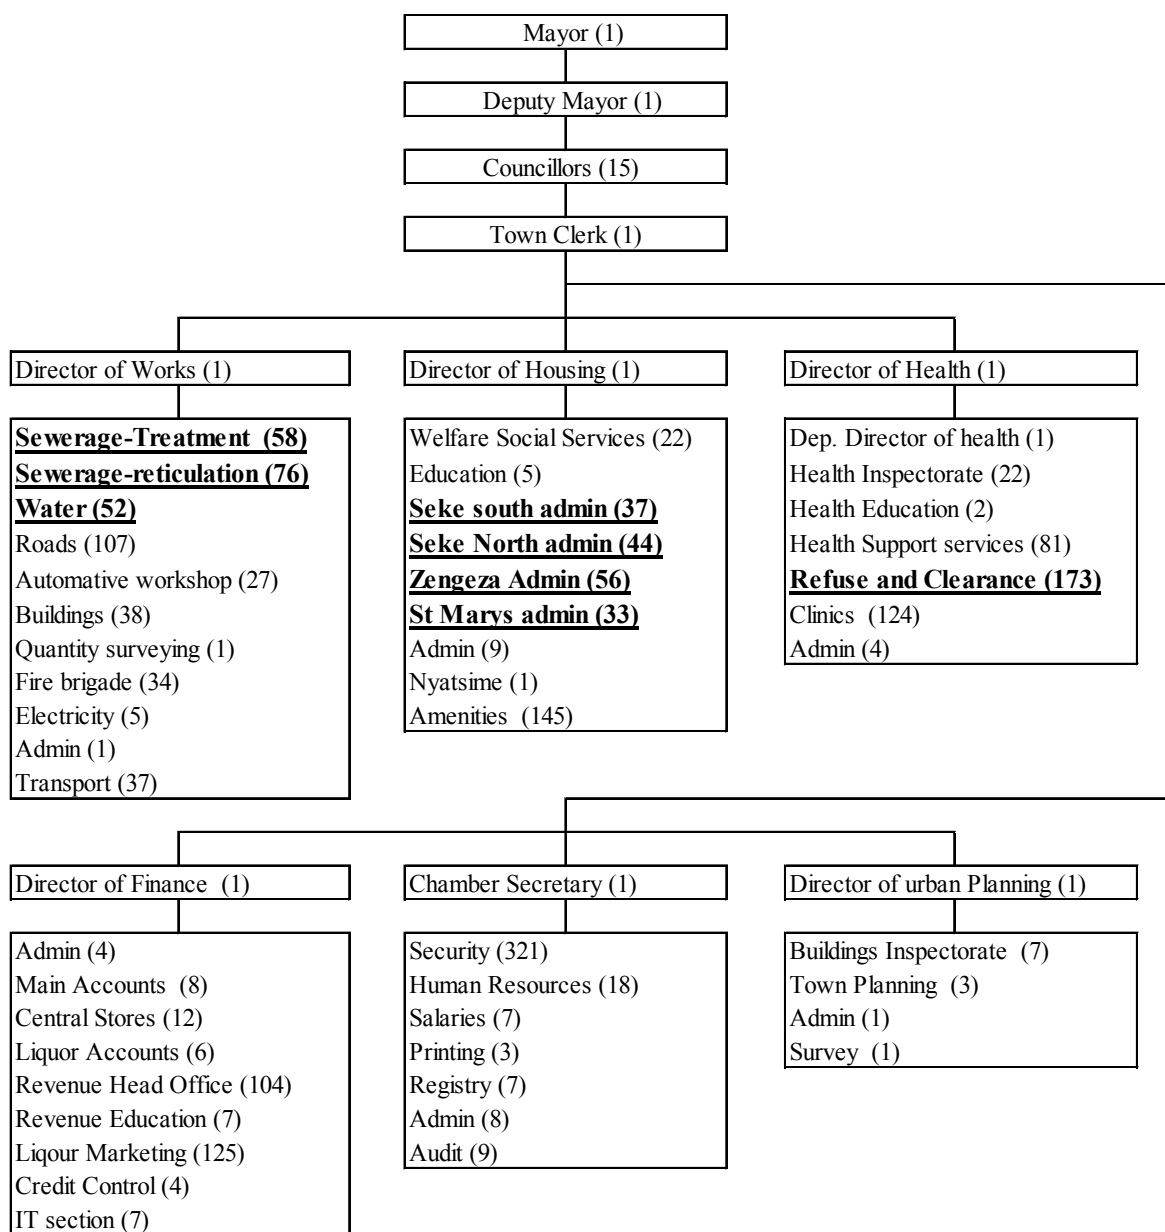 Mayor (1)
Deputy Mayor (1)
Councillors (15)
Town Clerk (1)
Director of Works (1)
Sewerage-Treatment (58)
Sewerage-reticulation (76)
Water (52)
Roads (107)
Automative workshop (27)
Buildings (38)
Quantity surveying (1)
Fire brigade (34)
Electricity (5)
Admin (1)
Transport (37)
Director of Housing (1)
Welfare Social Services (22)
Education (5)
Seke south admin (37)
Seke North admin (44)
Zengeza Admin (56)
St Marys admin (33)
Admin (9)
Nyatsime (1)
Amenities (145)
Director of Health (1)
Dep. Director of health (1)
Health Inspectorate (22)
Health Education (2)
Health Support services (81)
Refuse and Clearance (173)
Clinics (124)
Admin (4)
Director of Finance (1)
Admin (4)
Main Accounts (8)
Central Stores (12)
Liquor Accounts (6)
Revenue Head Office (104)
Revenue Education (7)
Liqour Marketing (125)
Credit Control (4)
IT section (7)
Chamber Secretary (1)
Security (321)
Human Resources (18)
Salaries (7)
Printing (3)
Registry (7)
Admin (8)
Audit (9)
Director of urban Planning (1)
Buildings Inspectorate (7)
Town Planning (3)
Admin (1)
Survey (1)